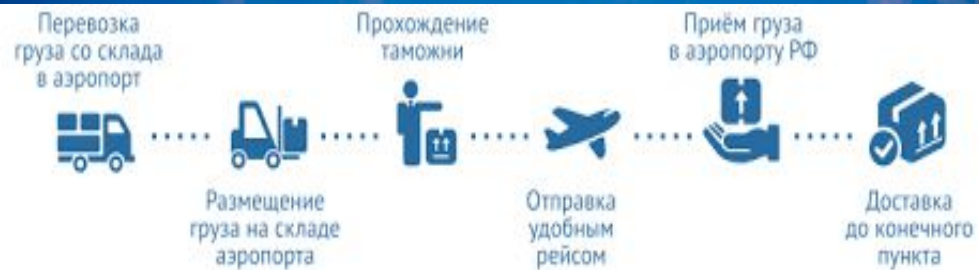 Перевозка
груза со склада
в аэропорт
Размещение
груза на складе
аэропорта
Прохождение
таможни
Отправка
удобным
рейсом
Приём груза
в аэропорту РФ
Доставка
до конечного
пункта